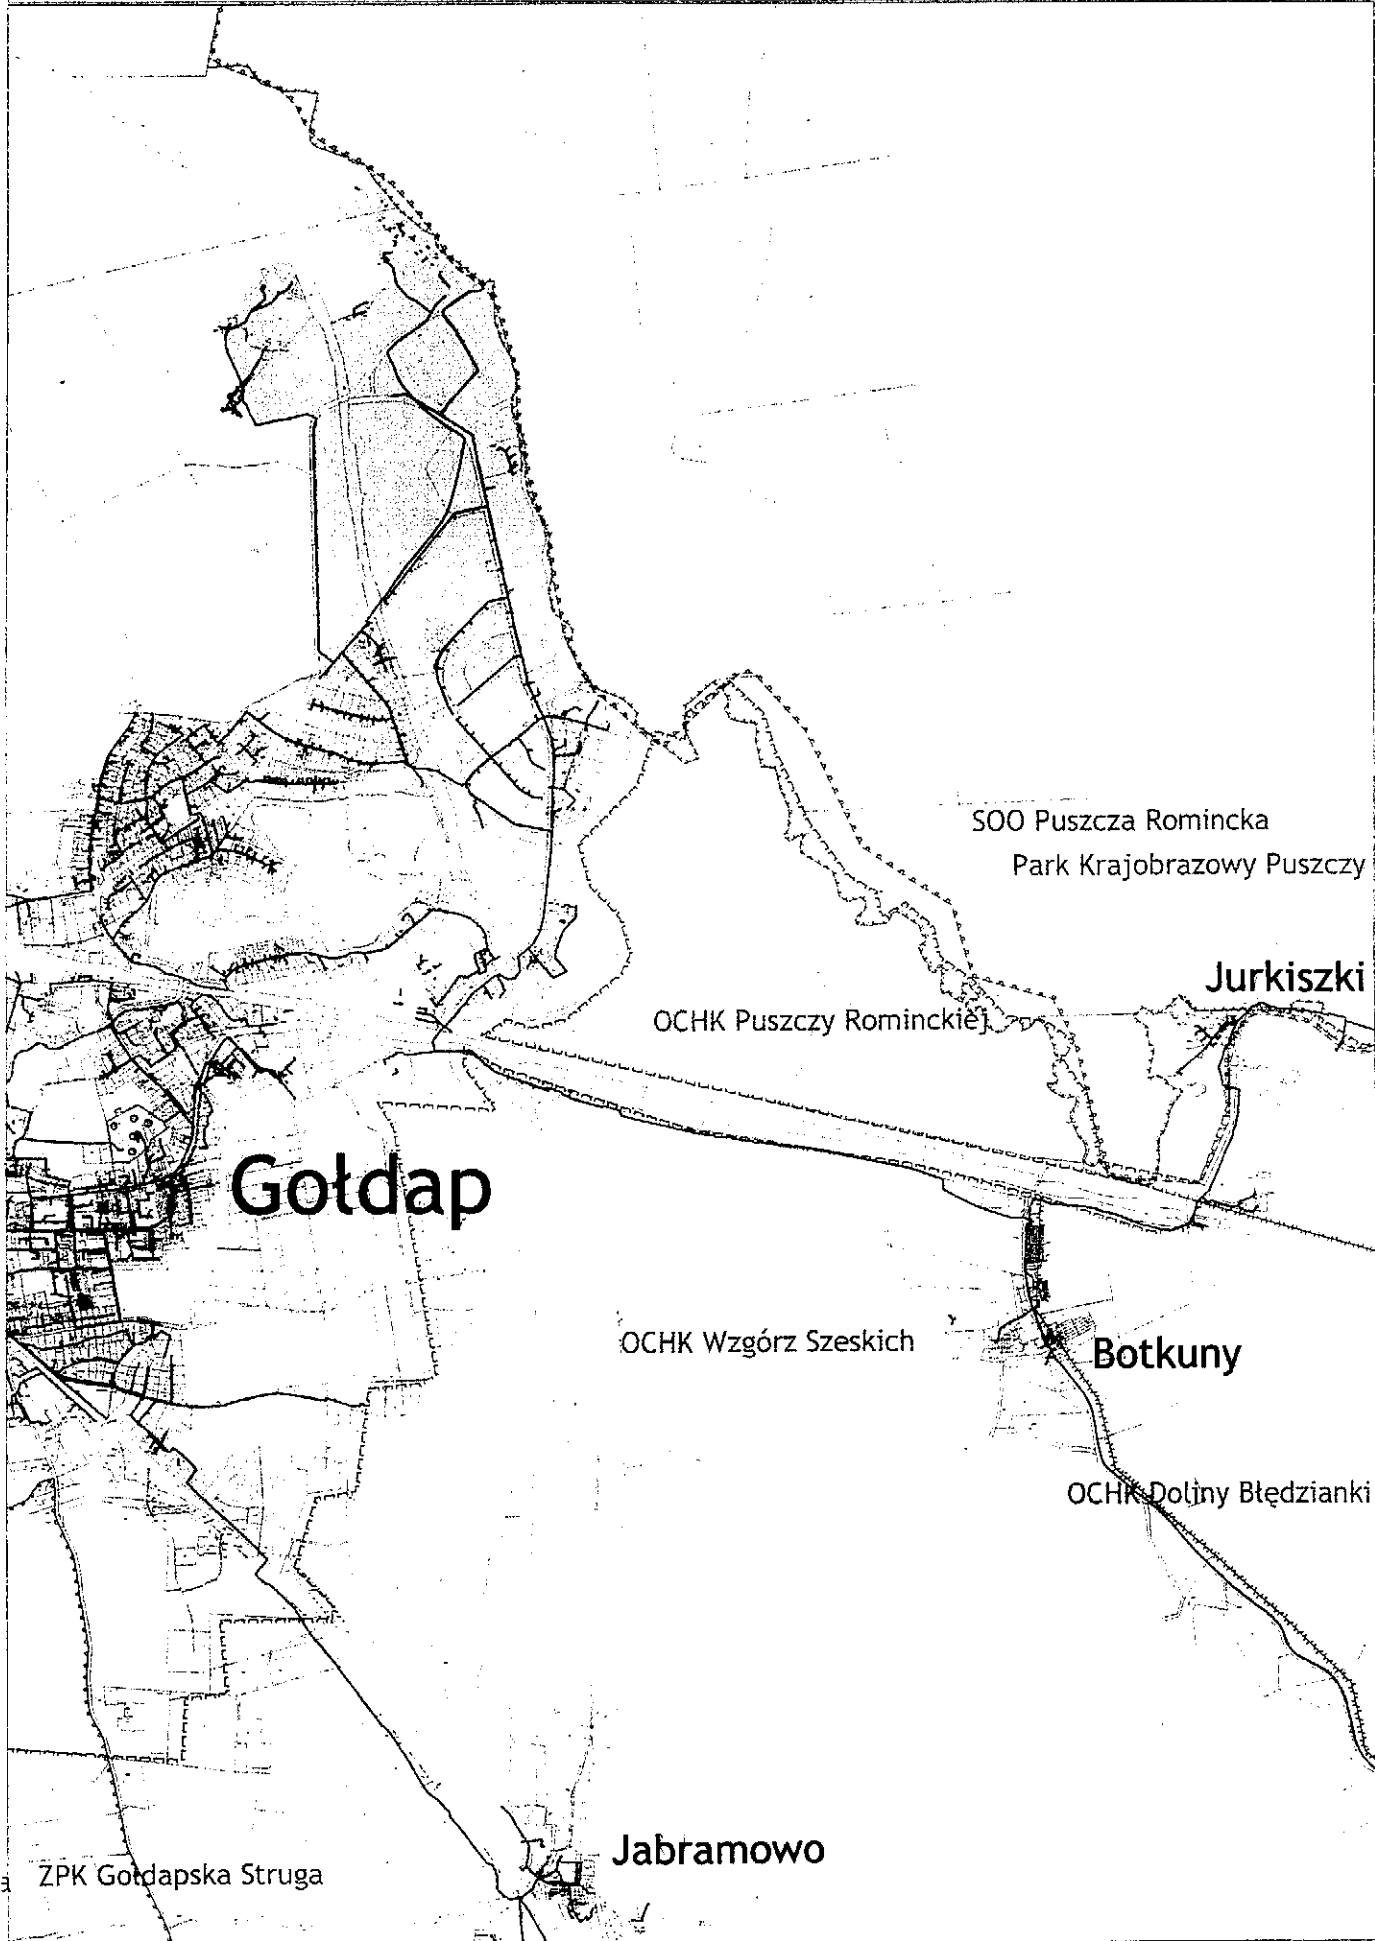 SOO Puszcza Romincka
Park Krajobrazowy Puszczy
Jurkiszki
OCHK Puszczy Rominckiej
Gołdap
OCHK Wzgórz Szeskich
Botkuny
OCHK Doliny Błędzianki
Jabramowo
a ZPK Gołdapska Struga